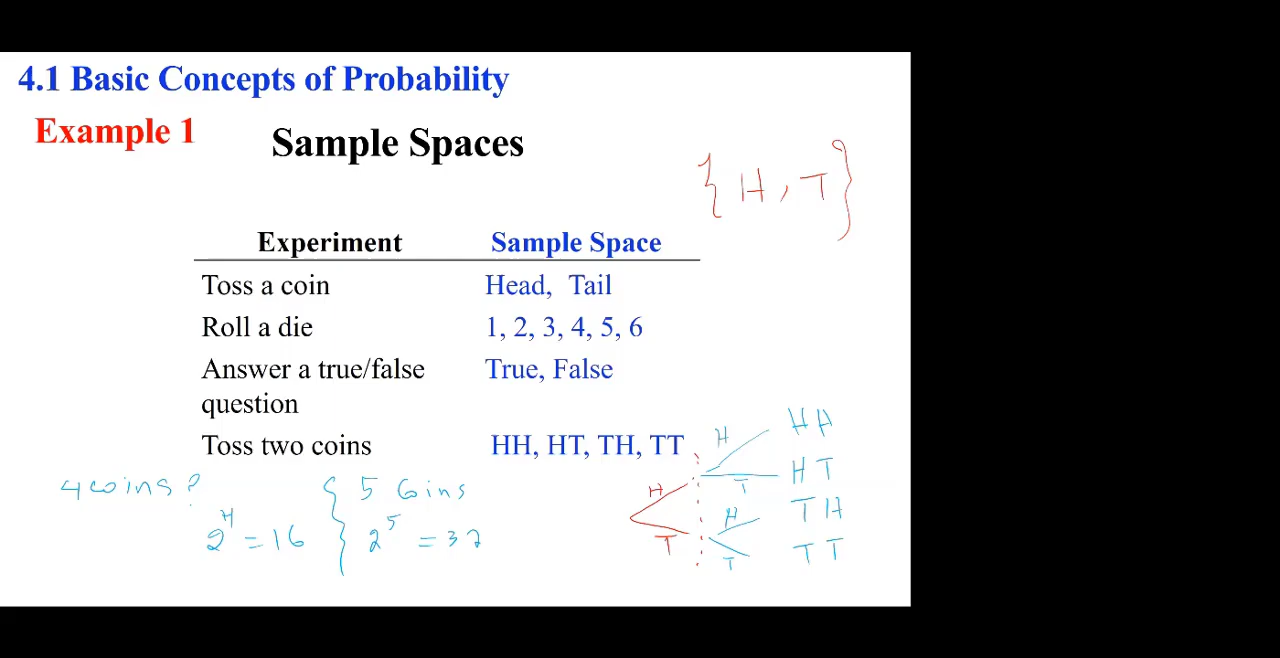 4.1 Basic Concepts of Probability
Example 1
Sample Spaces
{ H , T }
Experiment Sample Space
Toss a coin Head, Tail
Roll a die 1, 2, 3, 4, 5, 6
Answer a true/false True, False
question
Toss two coins HH, HT, TH, TT
4 coins ?
2^4 = 16
{ 5 Coins
2^5 = 32
H
T
H
T
H
T
HH
HT
TH
TT